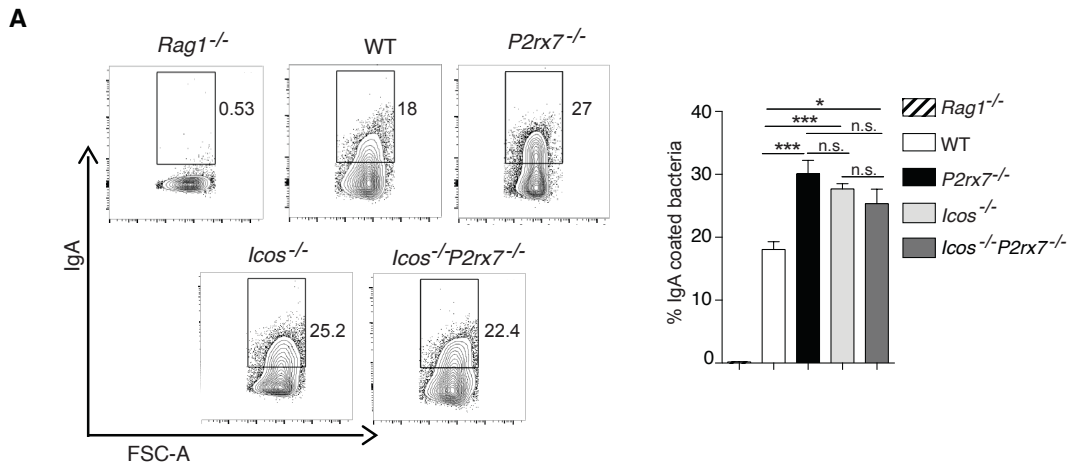 A
Rag1-/-
WT
P2rx7-/-
0.53
18
27
Icos-/-
Icos-/-P2rx7-/-
25.2
22.4
IgA
FSC-A
% IgA coated bacteria
40
30
20
10
0
*
***
n.s.
***
n.s.
n.s.
Rag1-/-
WT
P2rx7-/-
Icos-/-
Icos-/-P2rx7-/-